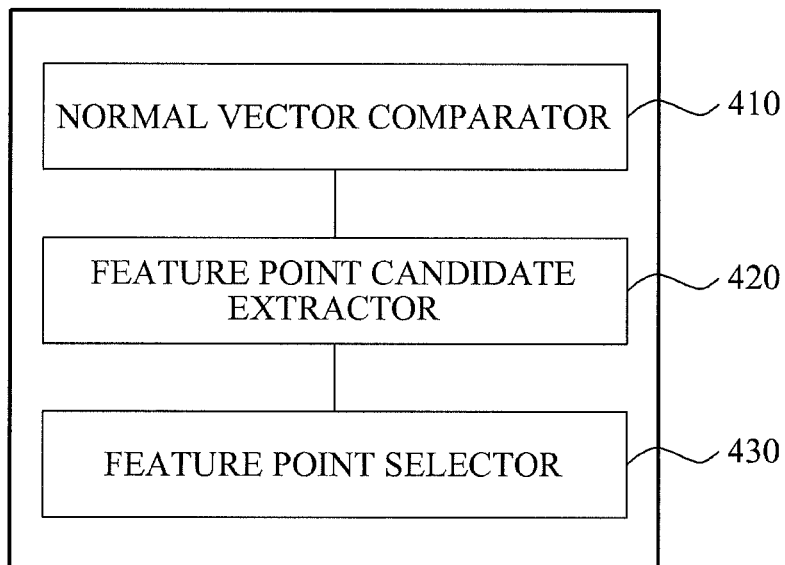 NORMAL VECTOR COMPARATOR
410
FEATURE POINT CANDIDATE
EXTRACTOR
420
FEATURE POINT SELECTOR
430